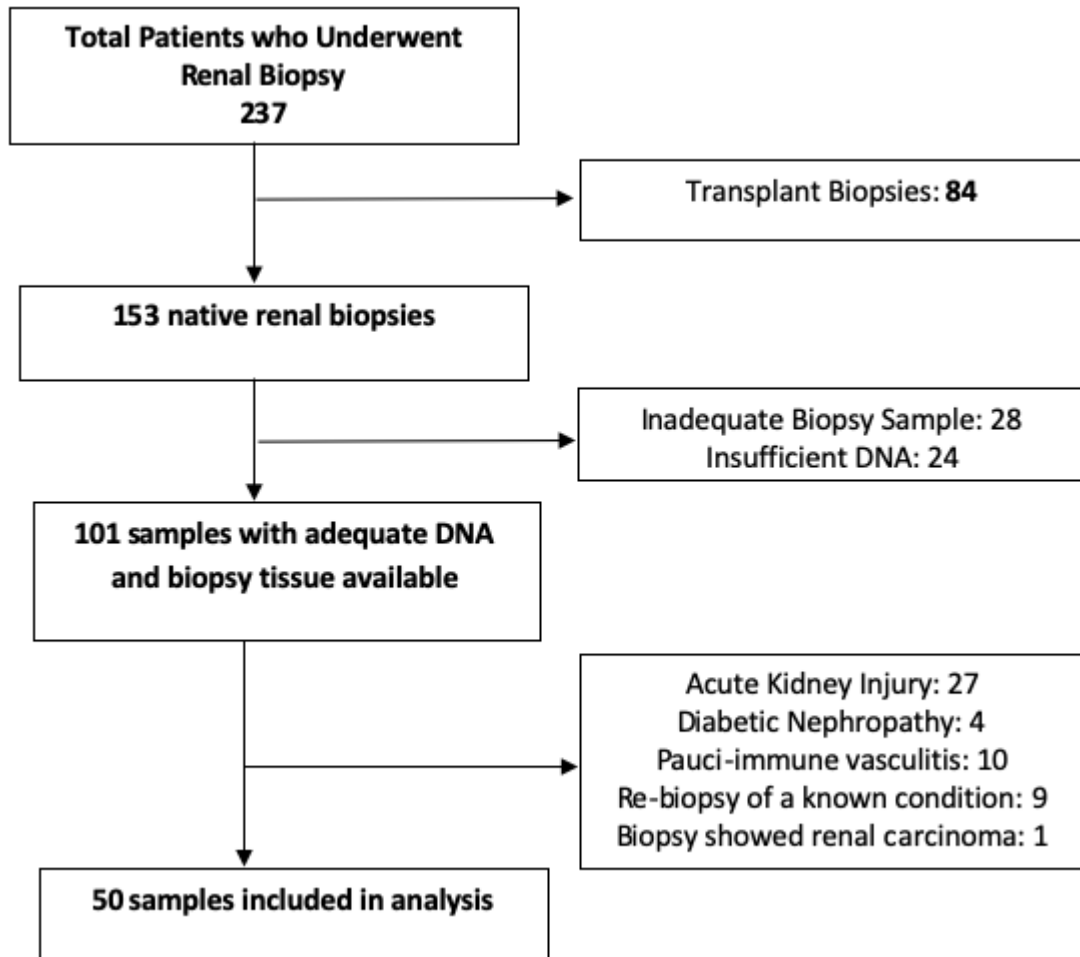 Total Patients who Underwent
Renal Biopsy
237
Transplant Biopsies: 84
153 native renal biopsies
Inadequate Biopsy Sample: 28
Insufficient DNA: 24
101 samples with adequate DNA
and biopsy tissue available
Acute Kidney Injury: 27
Diabetic Nephropathy: 4
Pauci-immune vasculitis: 10
Re-biopsy of a known condition: 9
Biopsy showed renal carcinoma: 1
50 samples included in analysis